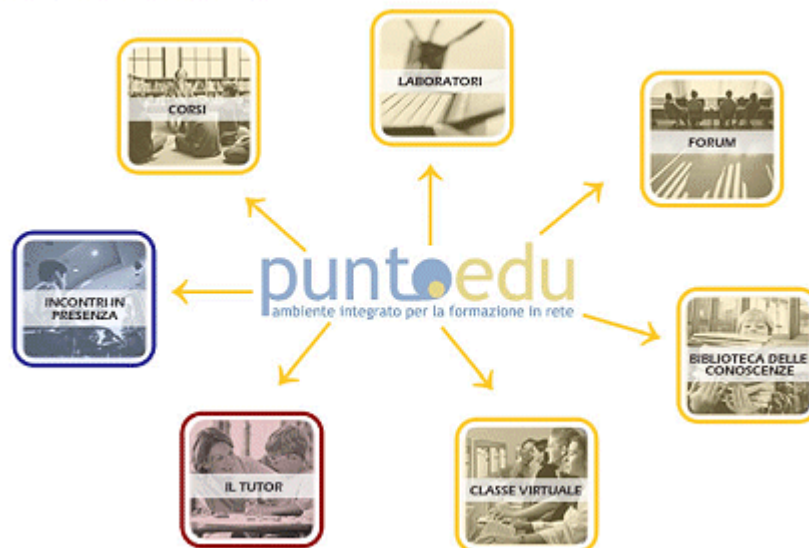 CORSI
LABORATORI
FORUM
INCONTRI IN
PRESENZA
punto.edu
ambiente integrato per la formazione in rete
BIBLIOTECA DELLE
CONOSCENZE
IL TUTOR
CLASSE VIRTUALE